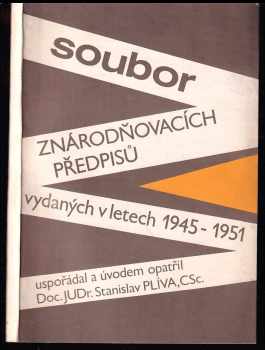 soubor
ZNÁRODŇOVACÍCH
PŘEDPISŮ
vydaných v letech 1945-1951
uspořádal a úvodem opatřil
Doc.JUDr. Stanislav PLÍVA, CSc.